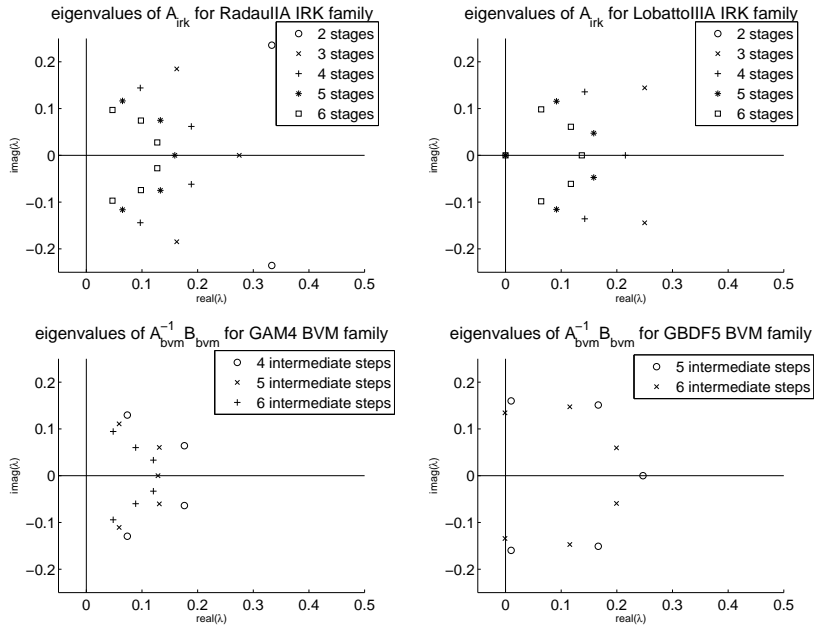 eigenvalues of A_irk for RadauIIA IRK family
2 stages
3 stages
4 stages
5 stages
6 stages
0.2
0.1
0
−0.1
−0.2
imag(λ)
0 0.1 0.2 0.3 0.4 0.5
real(λ)
eigenvalues of A_irk for LobattoIIIA IRK family
2 stages
3 stages
4 stages
5 stages
6 stages
0.2
0.1
0
−0.1
−0.2
imag(λ)
0 0.1 0.2 0.3 0.4 0.5
real(λ)
eigenvalues of A_bvm^−1 B_bvm for GAM4 BVM family
4 intermediate steps
5 intermediate steps
6 intermediate steps
0.2
0.1
0
−0.1
−0.2
imag(λ)
0 0.1 0.2 0.3 0.4 0.5
real(λ)
eigenvalues of A_bvm^−1 B_bvm for GBDF5 BVM family
5 intermediate steps
6 intermediate steps
0.2
0.1
0
−0.1
−0.2
imag(λ)
0 0.1 0.2 0.3 0.4 0.5
real(λ)